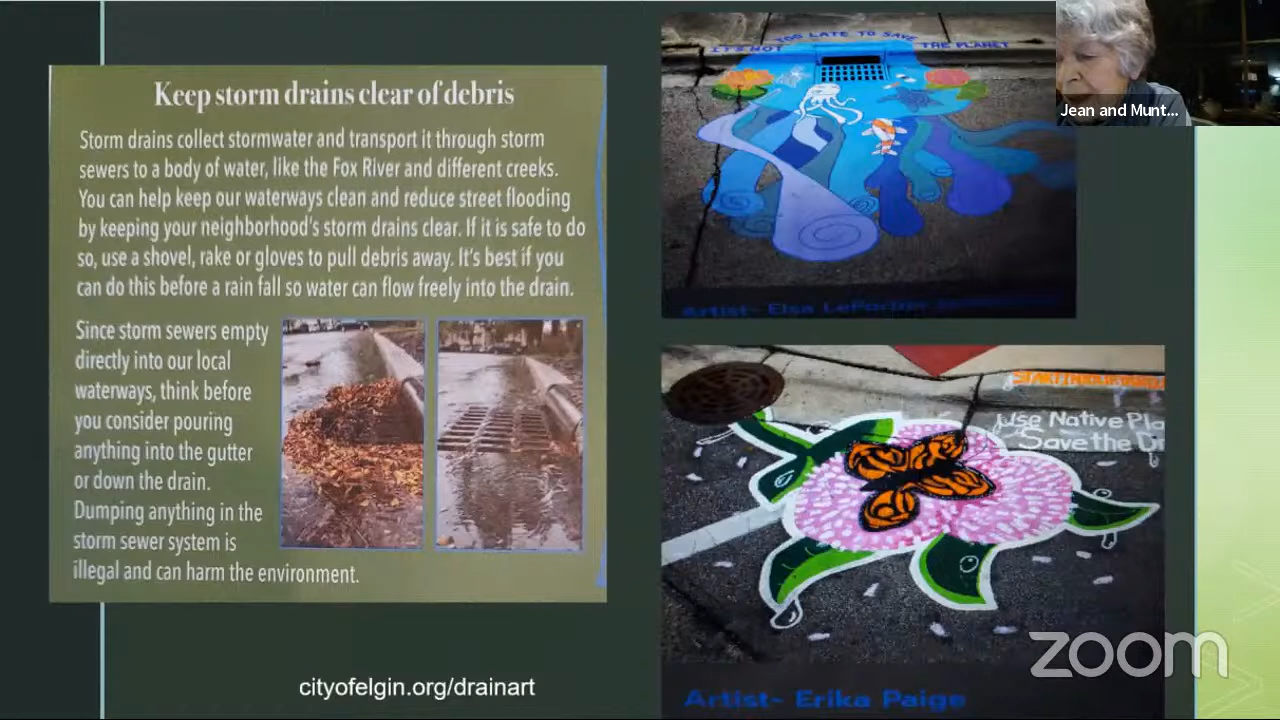 Keep storm drains clear of debris
Storm drains collect stormwater and transport it through storm
sewers to a body of water, like the Fox River and different creeks.
You can help keep our waterways clean and reduce street flooding
by keeping your neighborhood's storm drains clear. If it is safe to do
so, use a shovel, rake or gloves to pull debris away. It's best if you
can do this before a rain fall so water can flow freely into the drain.
Since storm sewers empty
directly into our local
waterways, think before
you consider pouring
anything into the gutter
or down the drain.
Dumping anything in the
storm sewer system is
illegal and can harm the environment.
cityofelgin.org/drainart
IT'S NOT TOO LATE TO SAVE THE PLANET
Artist- Elsa
Use Native Pla
Save the Dr
Artist- Erika Paige
Jean and Munt...
zoom